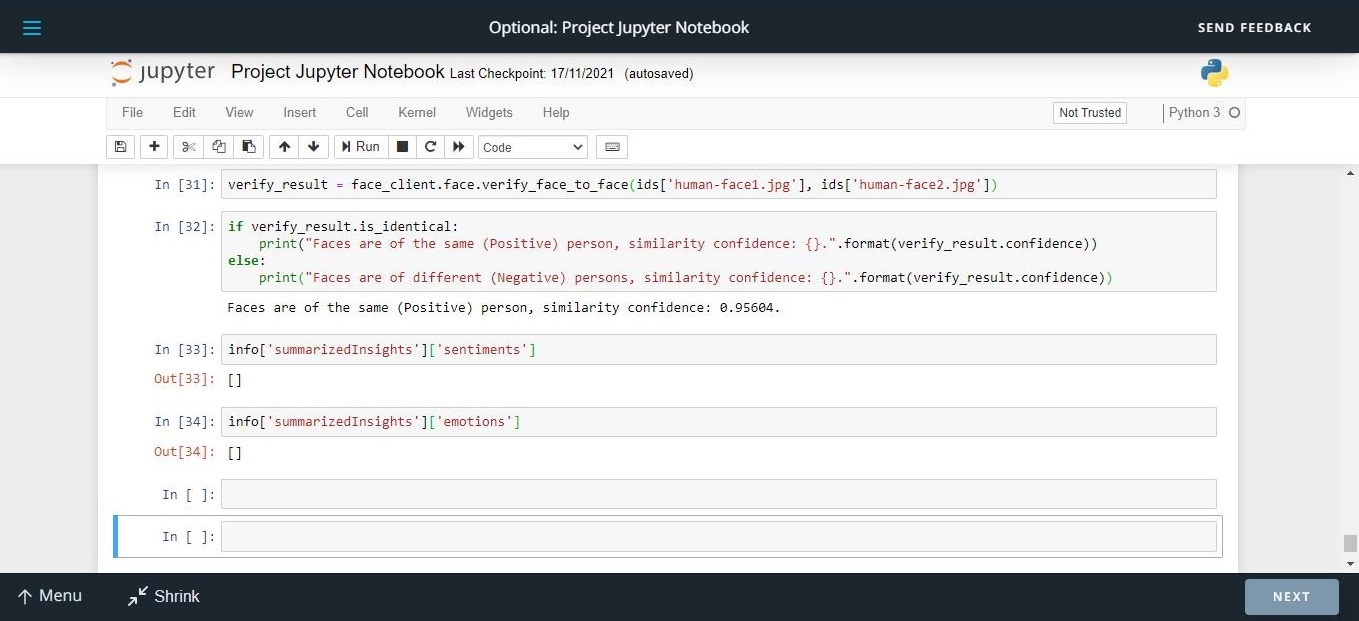 Optional: Project Jupyter Notebook
SEND FEEDBACK
jupyter Project Jupyter Notebook Last Checkpoint: 17/11/2021 (autosaved)
File Edit View Insert Cell Kernel Widgets Help Not Trusted Python 3
Run Code
In [31]: verify_result = face_client.face.verify_face_to_face(ids['human-face1.jpg'], ids['human-face2.jpg'])
In [32]: if verify_result.is_identical:
    print("Faces are of the same (Positive) person, similarity confidence: {}.".format(verify_result.confidence))
else:
    print("Faces are of different (Negative) persons, similarity confidence: {}.".format(verify_result.confidence))
Faces are of the same (Positive) person, similarity confidence: 0.95604.
In [33]: info['summarizedInsights']['sentiments']
Out[33]: []
In [34]: info['summarizedInsights']['emotions']
Out[34]: []
In [ ]:
In [ ]:
Menu Shrink NEXT